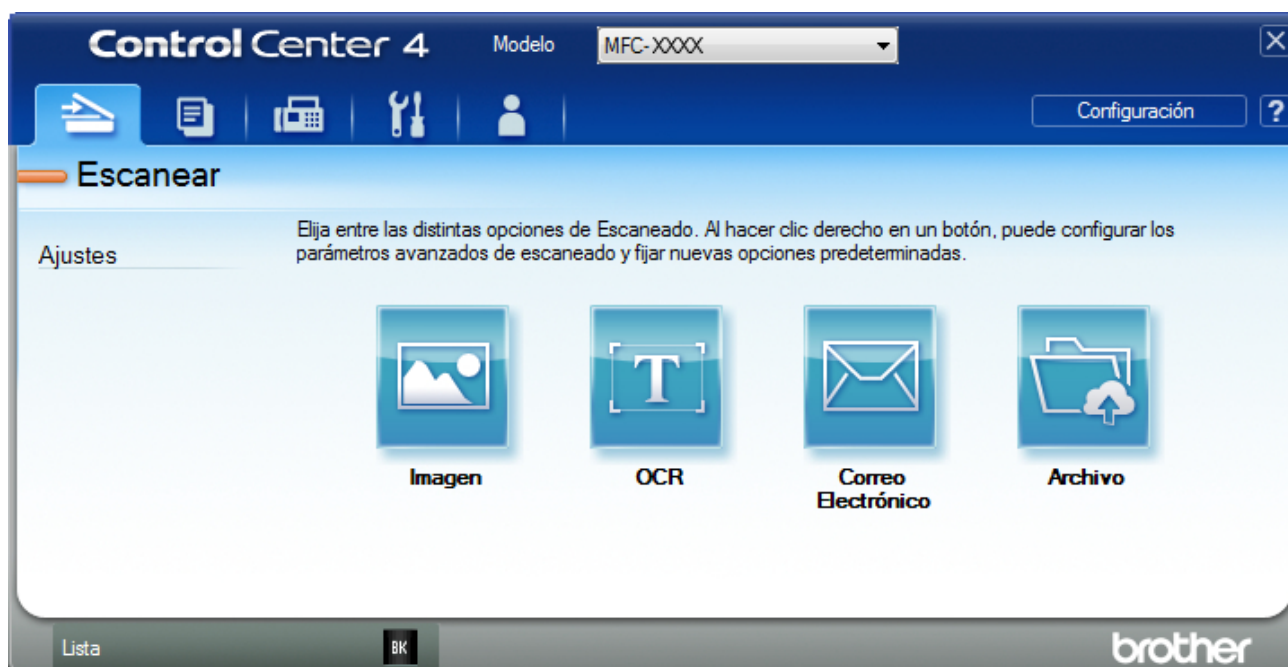 Control Center 4 Modelo MFC-XXXX X
Configuración ?
Escanear
Ajustes
Elija entre las distintas opciones de Escaneado. Al hacer clic derecho en un botón, puede configurar los
parámetros avanzados de escaneado y fijar nuevas opciones predeterminadas.
T
Imagen OCR Correo Electrónico Archivo
Lista BK brother